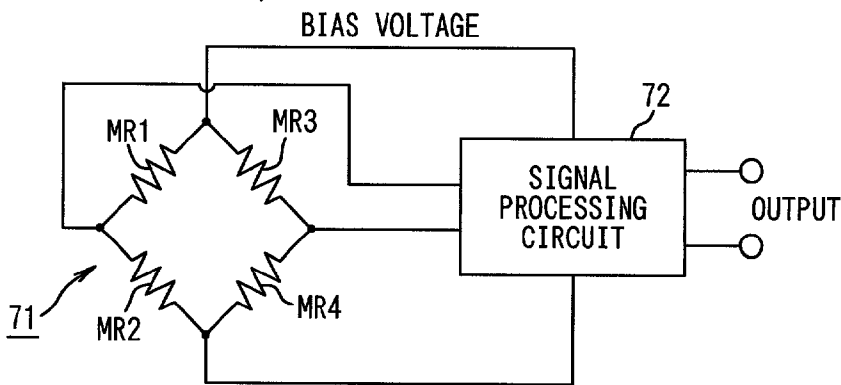 BIAS VOLTAGE
72
MR1
MR3
SIGNAL
PROCESSING
CIRCUIT
OUTPUT
71
MR2
MR4